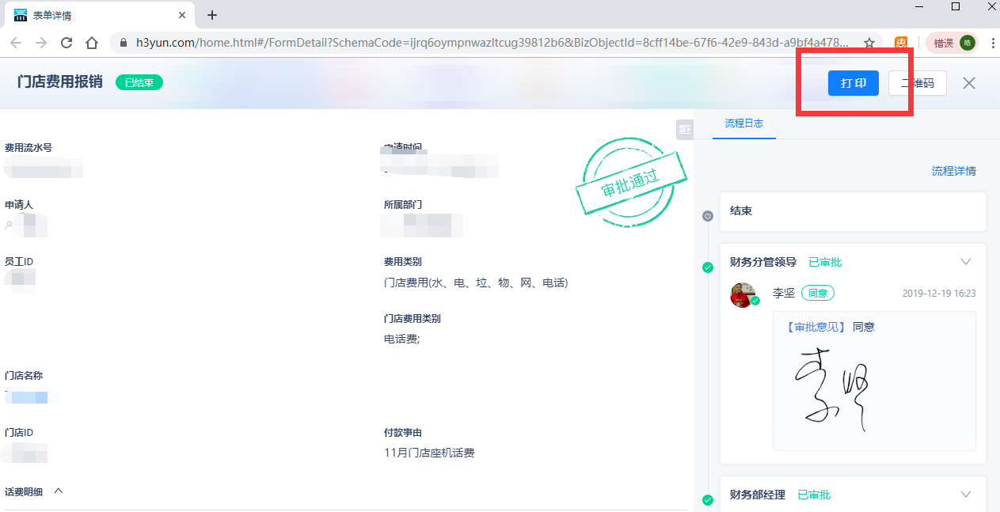 表单详情
h3yun.com/home.html#/FormDetail?SchemaCode=ijrq6oympnwazltcug39812b6&BizObjectId=8cff14be-67f6-42e9-843d-a9bf4a478...
错误 皓
门店费用报销 已结束 打印 二维码
流程日志
流程详情
费用流水号 申请时间
审批通过
申请人 所属部门
员工ID 费用类别
门店费用(水、电、垃、物、网、电话)
门店费用类别
电话费;
门店名称
门店ID 付款事由
11月门店座机话费
话费明细
结束
财务分管领导 已审批
李坚 同意 2019-12-19 16:23
【审批意见】 同意
李坚
财务部经理 已审批